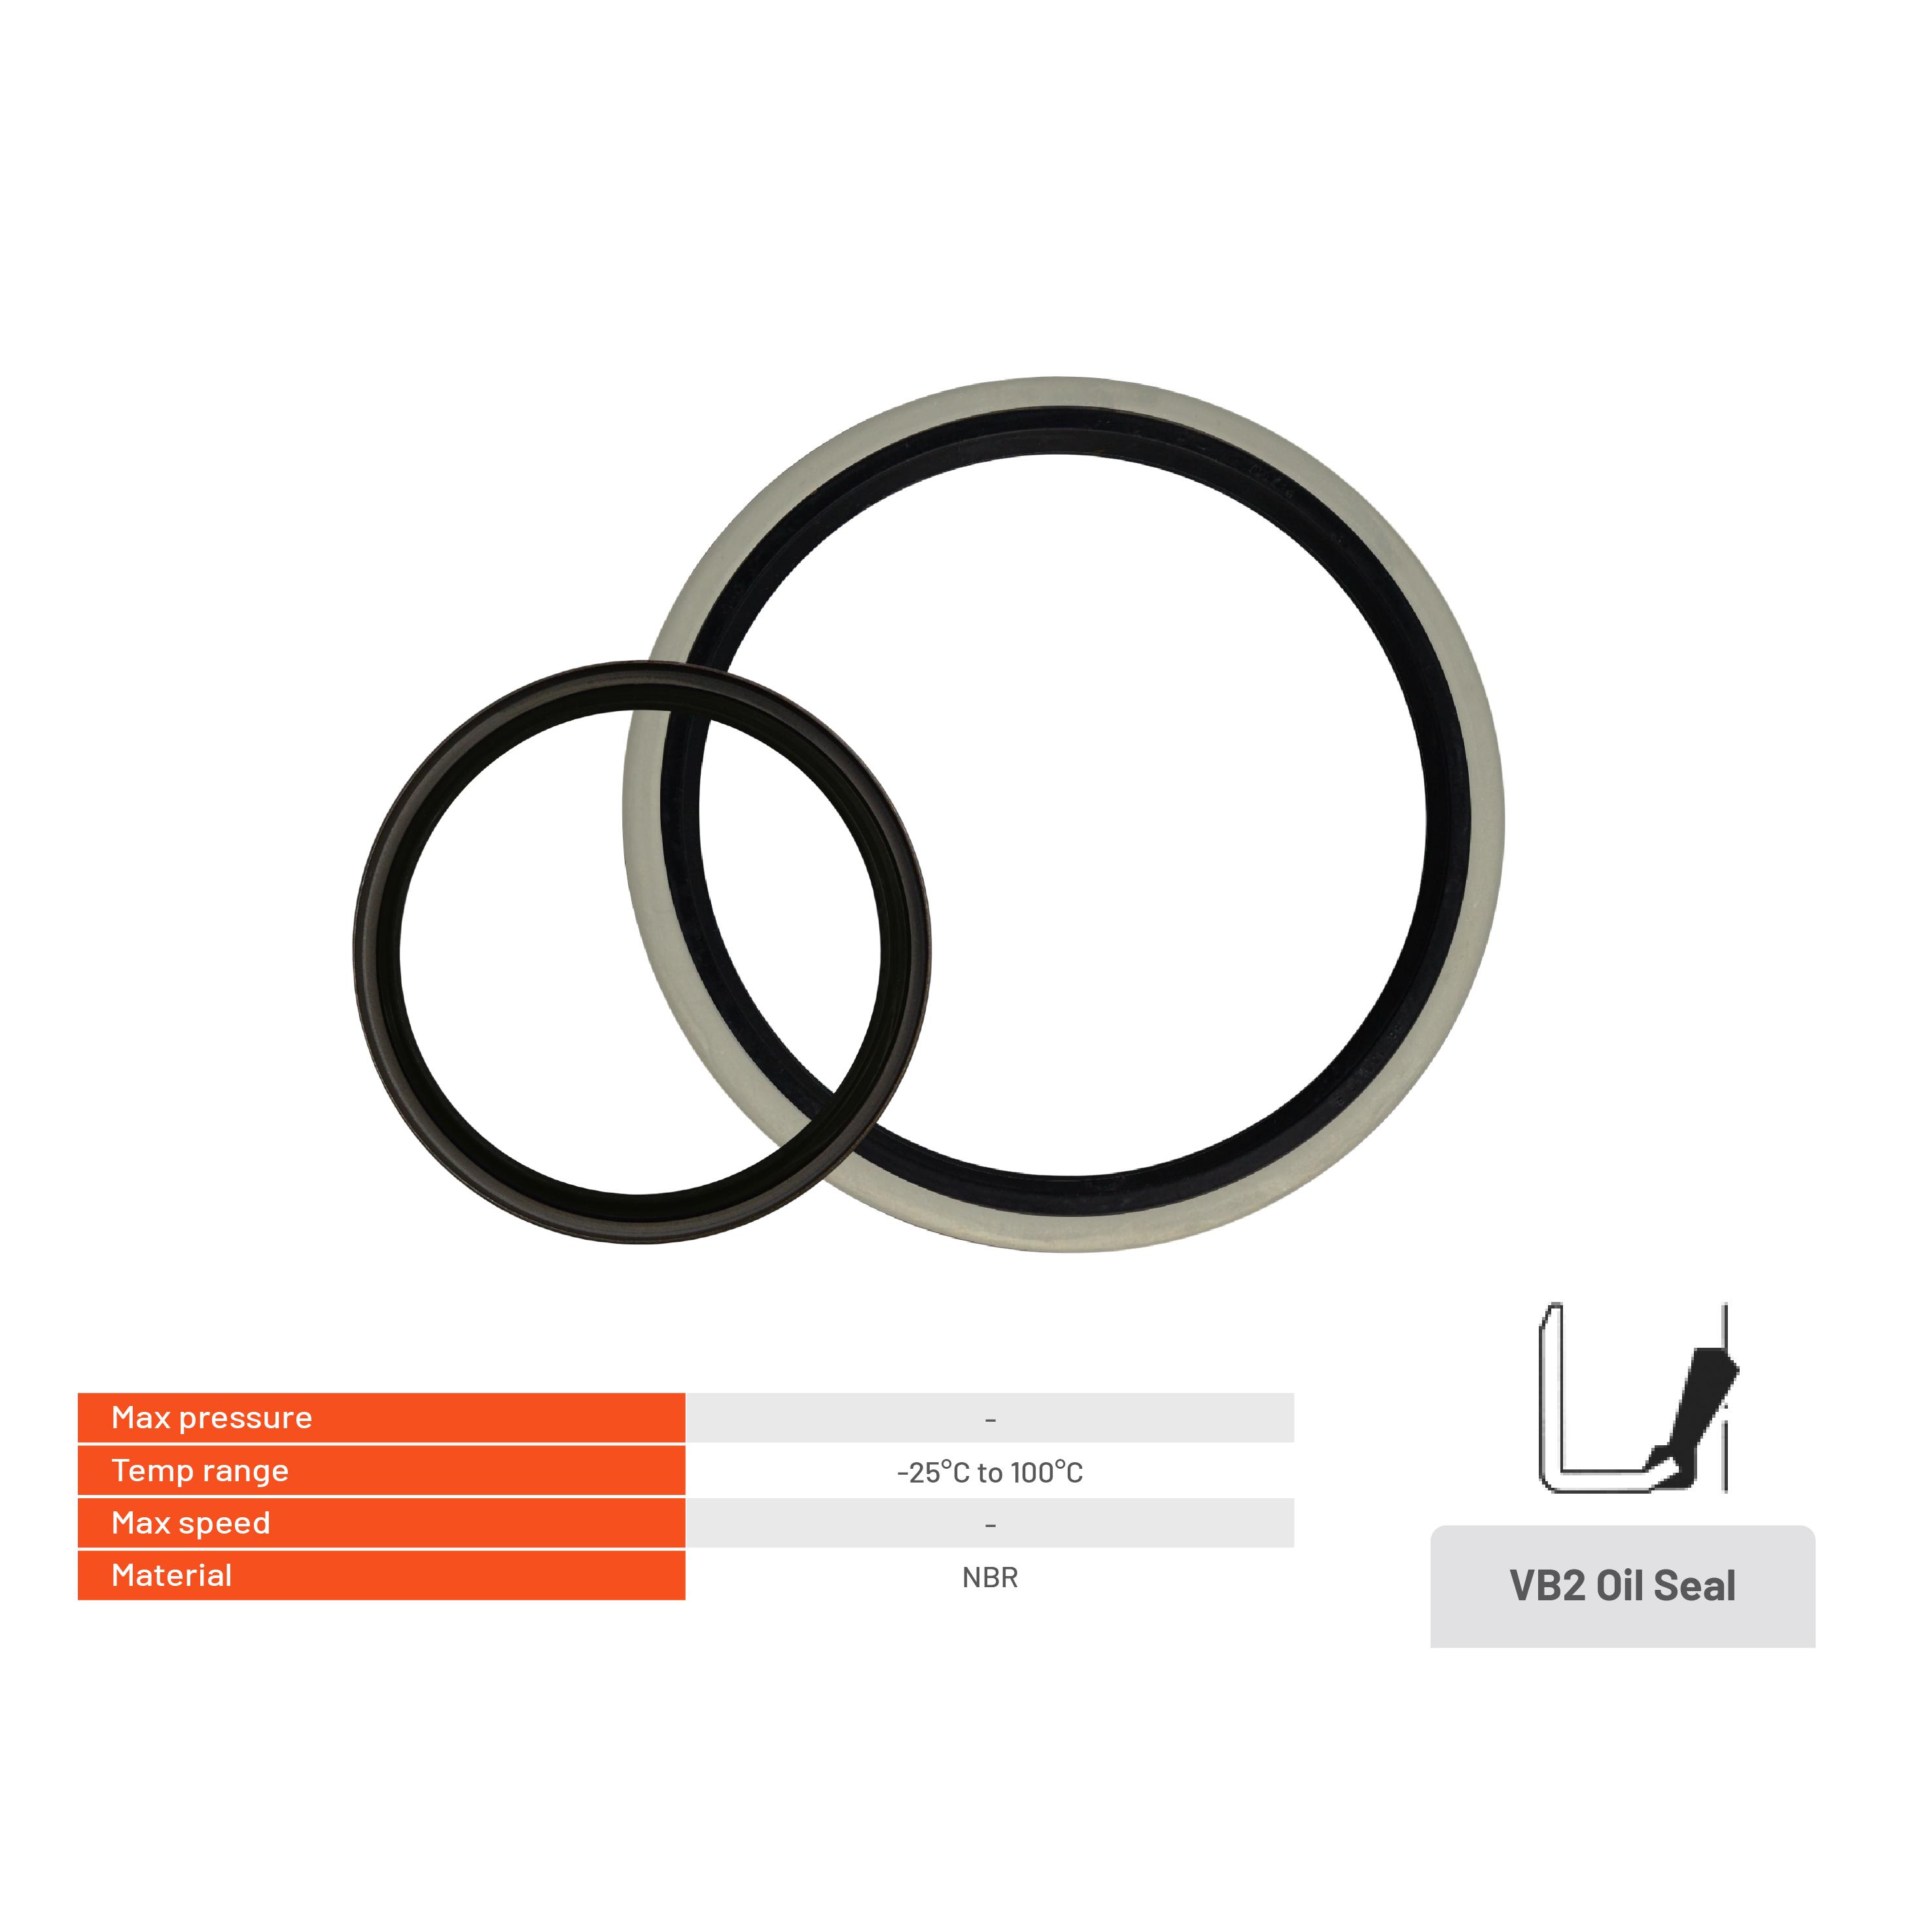 Max pressure -
Temp range -25°C to 100°C
Max speed -
Material NBR
VB2 Oil Seal